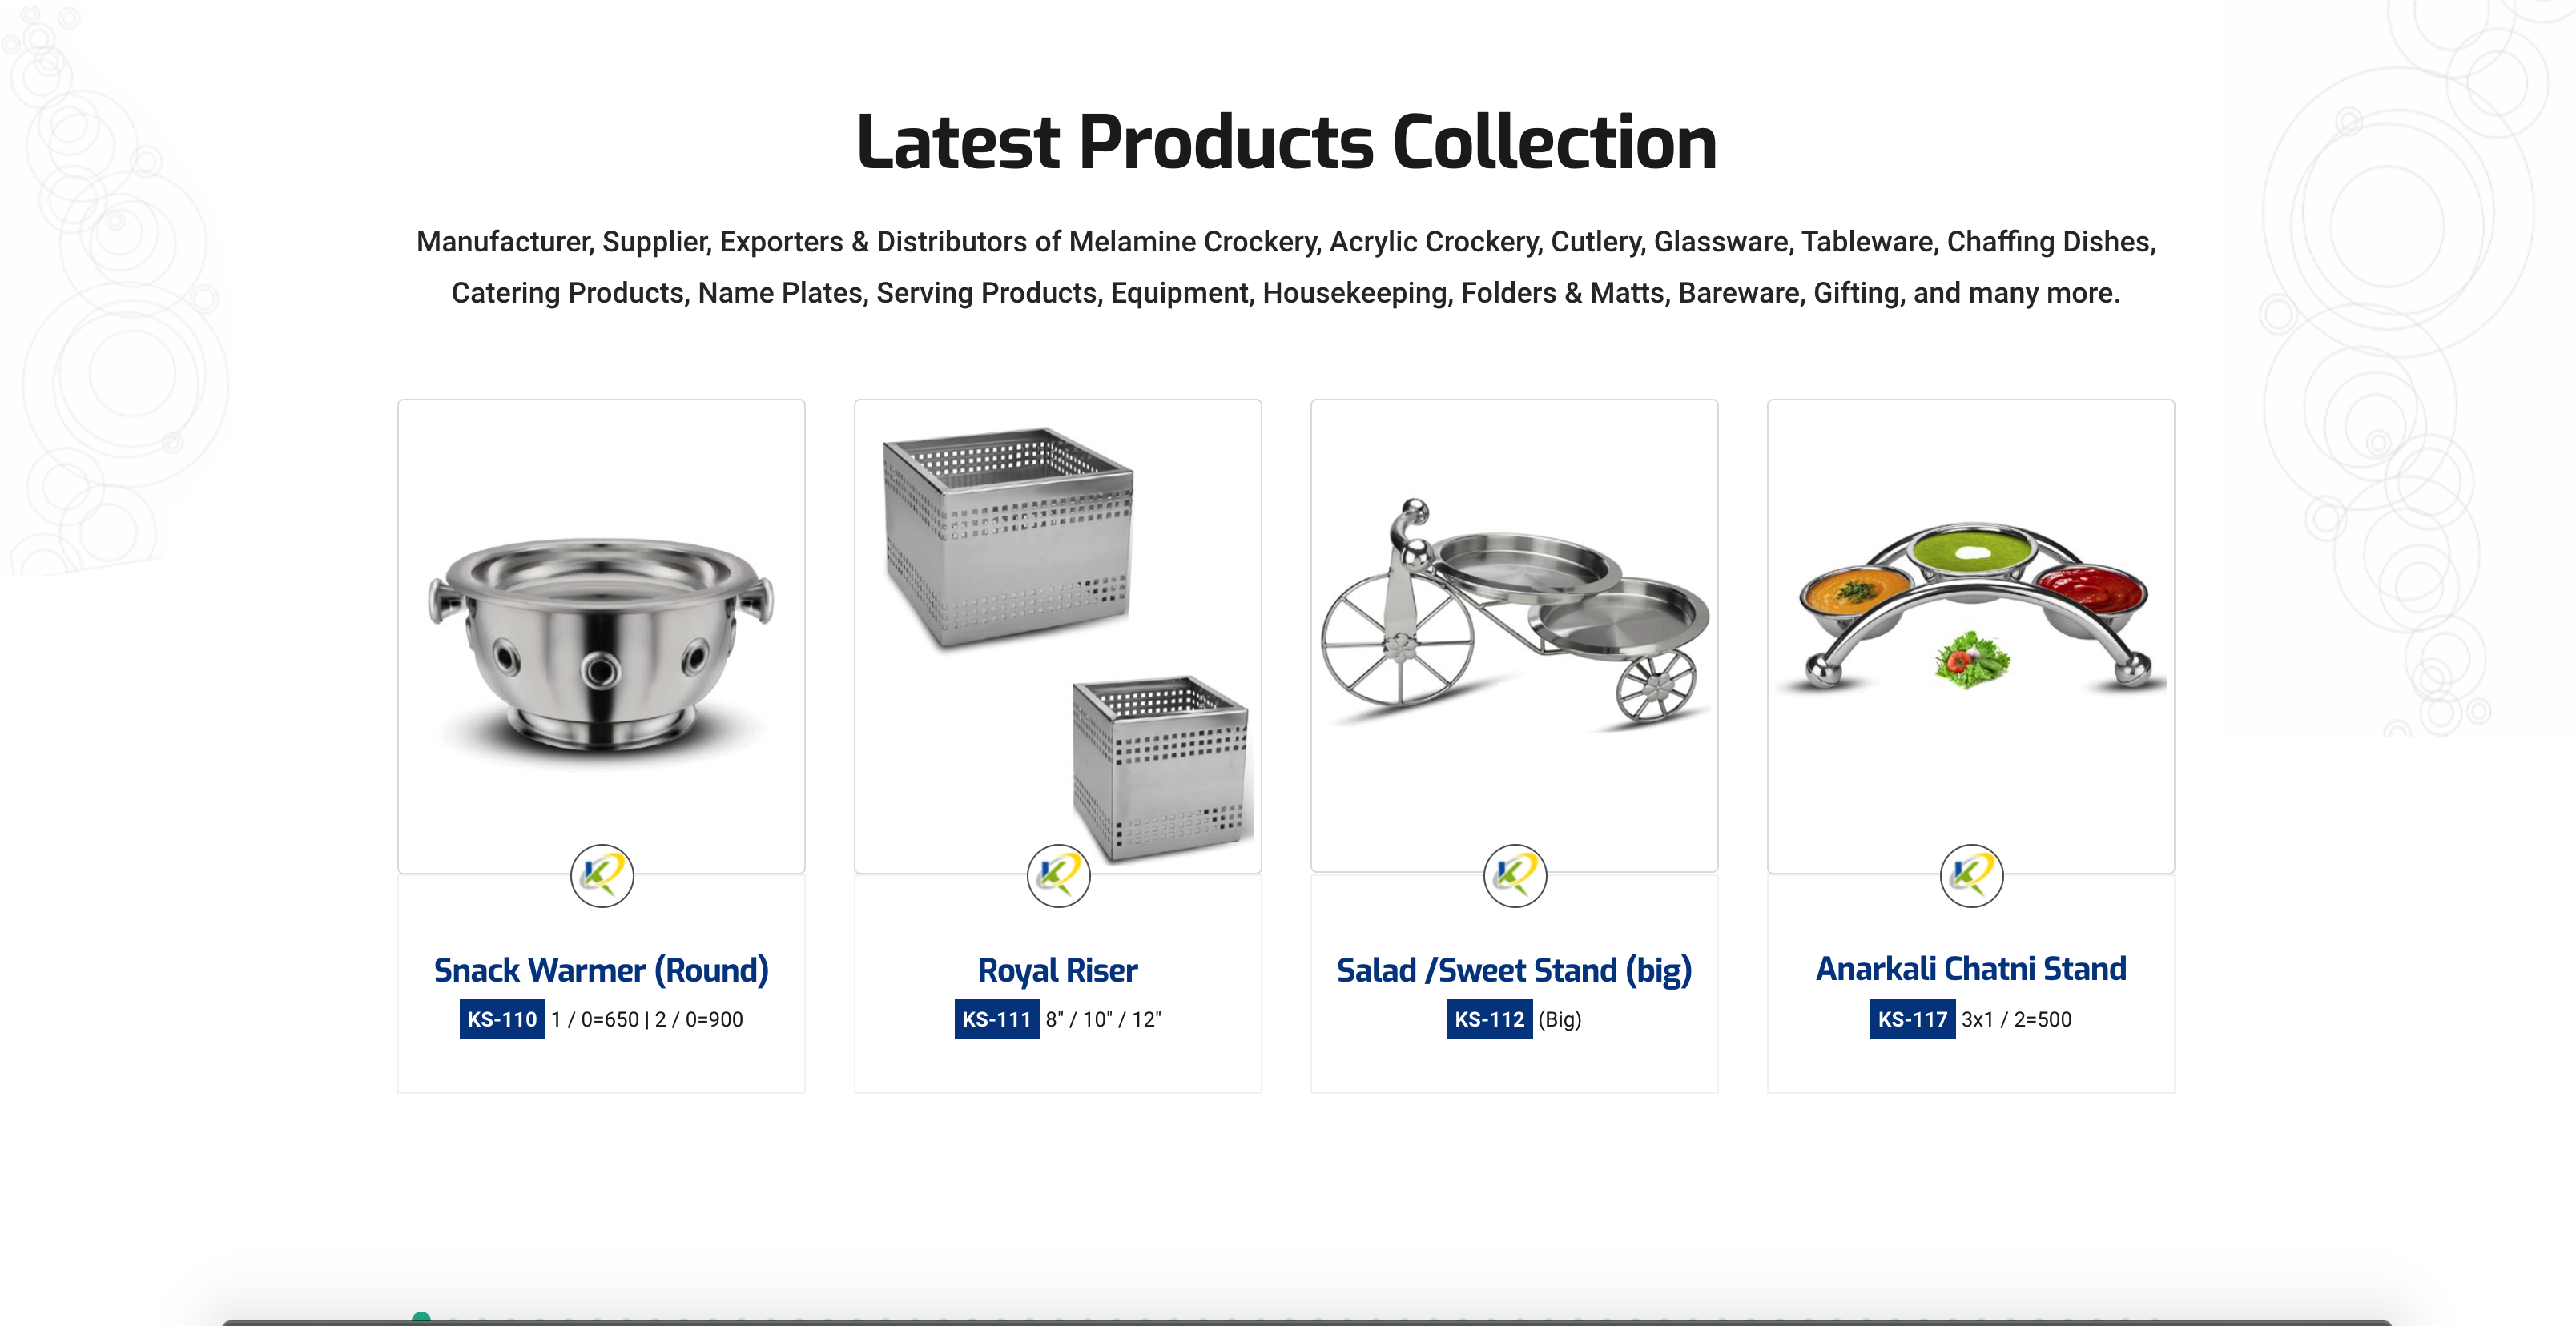 Latest Products Collection
Manufacturer, Supplier, Exporters & Distributors of Melamine Crockery, Acrylic Crockery, Cutlery, Glassware, Tableware, Chaffing Dishes,
Catering Products, Name Plates, Serving Products, Equipment, Housekeeping, Folders & Matts, Bareware, Gifting, and many more.
Snack Warmer (Round)
KS-110 1 / 0=650 | 2 / 0=900
Royal Riser
KS-111 8" / 10" / 12"
Salad /Sweet Stand (big)
KS-112 (Big)
Anarkali Chatni Stand
KS-117 3x1 / 2=500